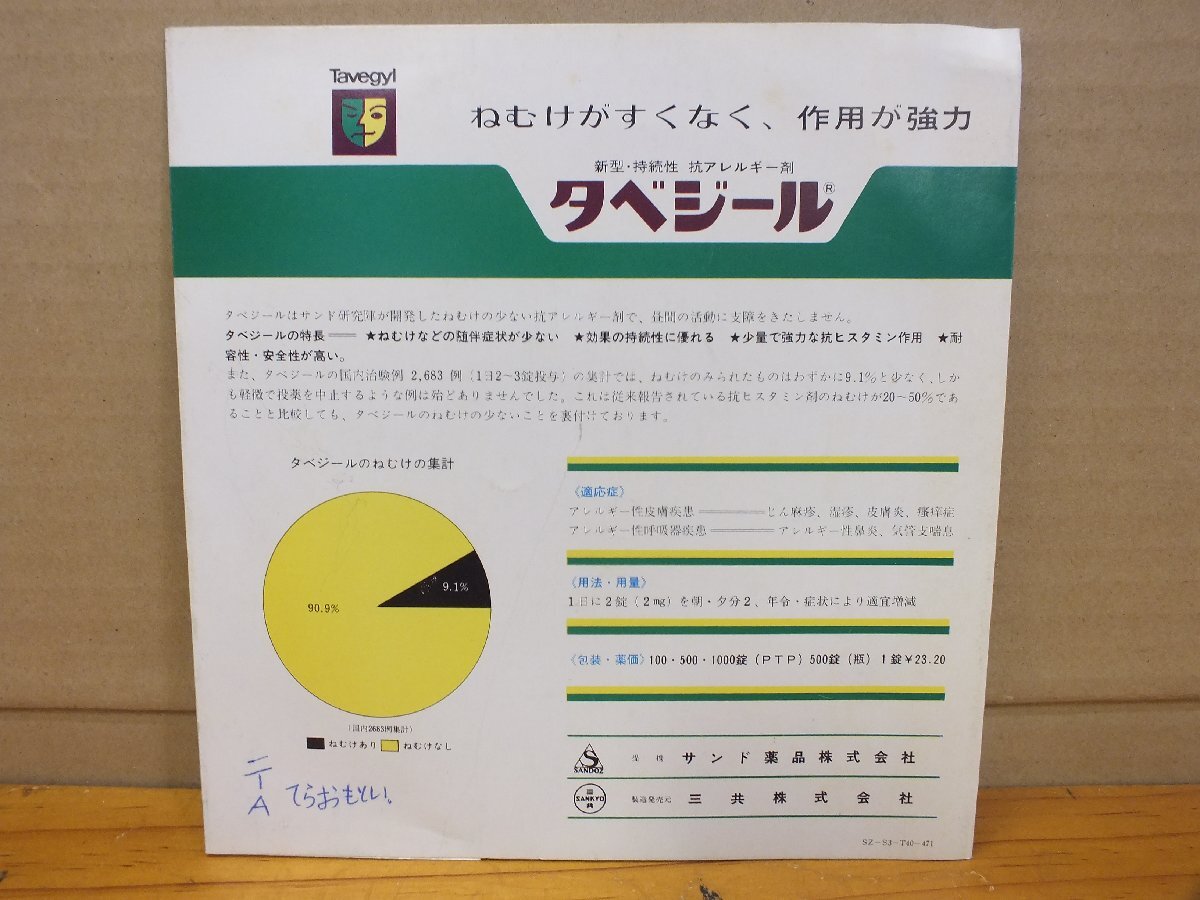 Tavegyl
ねむけがすくなく、作用が強力
新型・持続性 抗アレルギー剤
タベジール®
タベジールはサンド研究陣が開発したねむけの少ない抗アレルギー剤で、昼間の活動に支障をきたしません。
タベジールの特長── ★ねむけなどの随伴症状が少ない ★効果の持続性に優れる ★少量で強力な抗ヒスタミン作用 ★耐
容性・安全性が高い。
また、タベジールの国内治験例 2,683 例（1日2～3錠投与）の集計では、ねむけのみられたものはわずかに9.1％と少なく、しか
も軽微で投薬を中止するような例は殆どありませんでした。これは従来報告されている抗ヒスタミン剤のねむけが20～50％であ
ることと比較しても、タベジールのねむけの少ないことを裏付けております。
タベジールのねむけの集計
9.1%
90.9%
（国内2683例集計）
ねむけあり ねむけなし
〈適応症〉
アレルギー性皮膚疾患────じん麻疹、湿疹、皮膚炎、瘙痒症
アレルギー性呼吸器疾患────アレルギー性鼻炎、気管支喘息
〈用法・用量〉
1日に2錠（2mg）を朝・夕分2、年令・症状により適宜増減
〈包装・薬価〉100・500・1000錠（PTP）500錠（瓶）1錠￥23.20
S
SANDOZ
提携 サンド薬品株式会社
三
SANKYO
共
製造発売元 三共株式会社
SZ-S3-T40-471
二一A
てらおもとい.